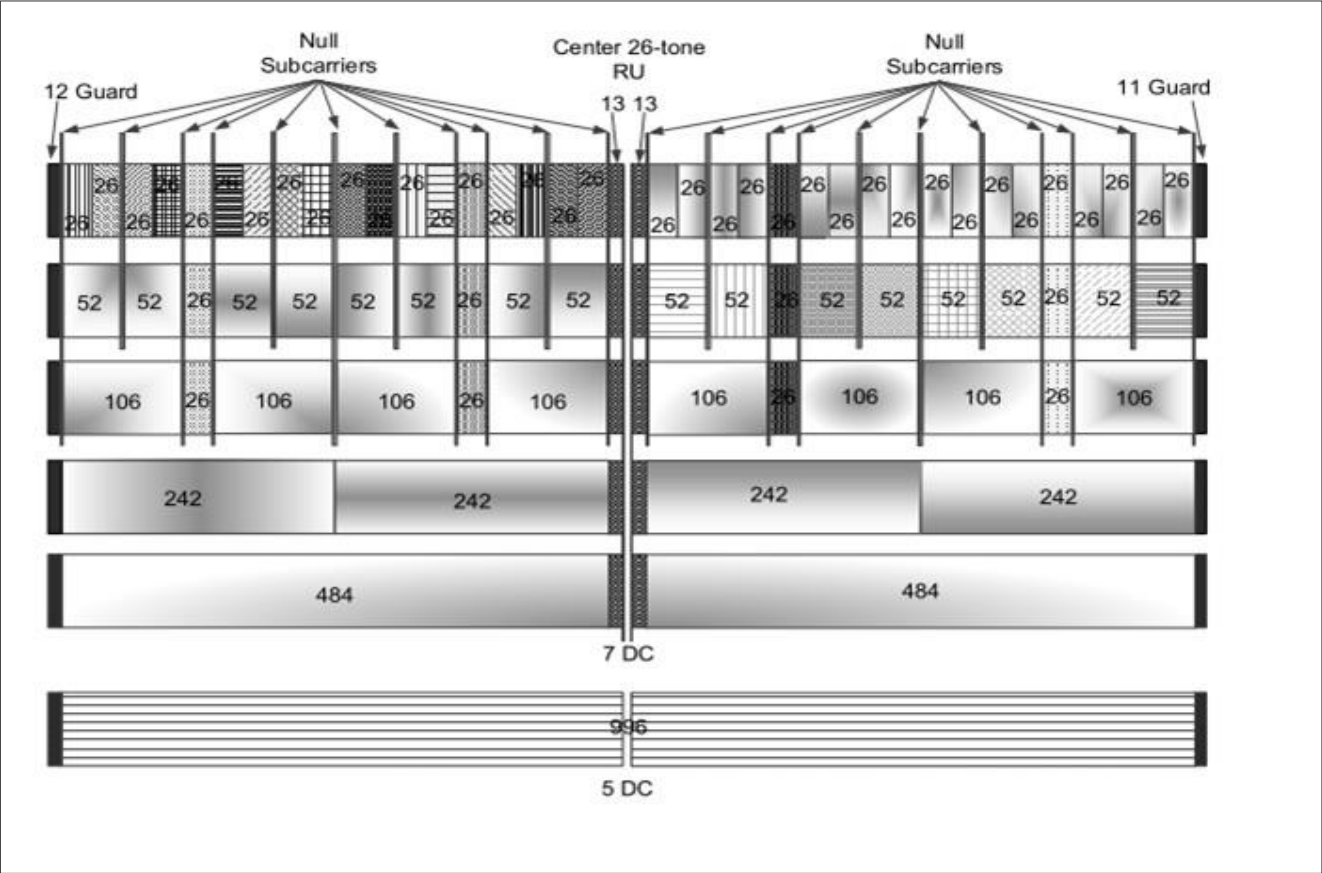 Null
Subcarriers
Center 26-tone
RU
Null
Subcarriers
12 Guard
13 13
11 Guard
26 26 26 26 26 26 26 26 26 26 26 26 26 26 26 26 26 26
26 26 26 26 26 26 26 26 26 26 26 26 26 26 26 26 26 26
52 52 26 52 52 52 52 26 52 52 52 52 26 52 52 52 52 26 52 52
106 26 106 106 26 106 106 26 106 106 26 106
242 242 242 242
484 484
7 DC
996
5 DC